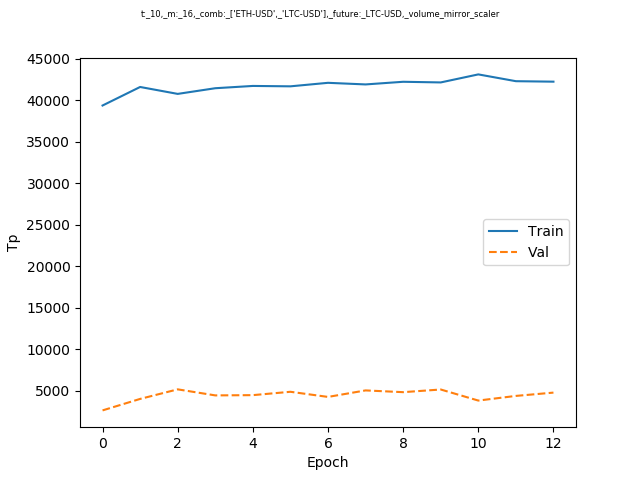 t:_10,_m:_16,_comb:_['ETH-USD',_'LTC-USD'],_future:_LTC-USD,_volume_mirror_scaler
45000
40000
35000
30000
25000
20000
15000
10000
5000
Tp
Train
Val
0 2 4 6 8 10 12
Epoch